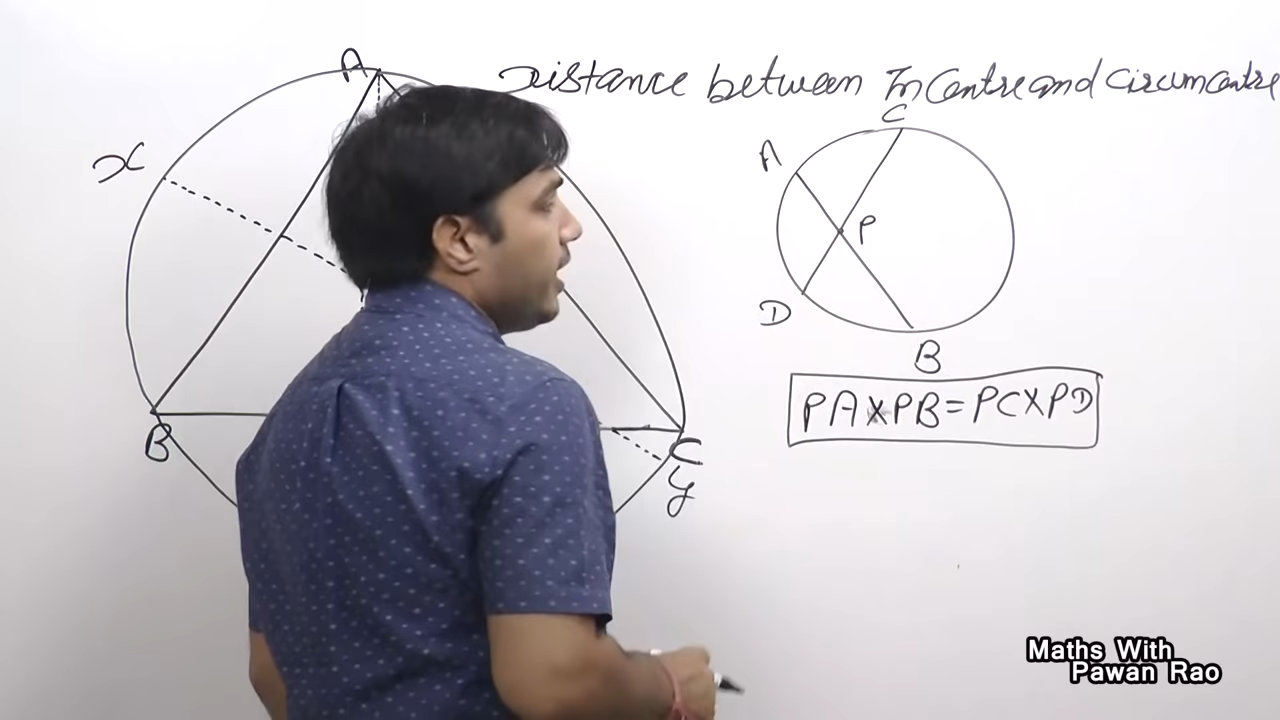 Distance between InCentre and Circumcentre
A
x
B
C
y
C
A
P
D
B
PA×PB=PC×PD
Maths With
Pawan Rao